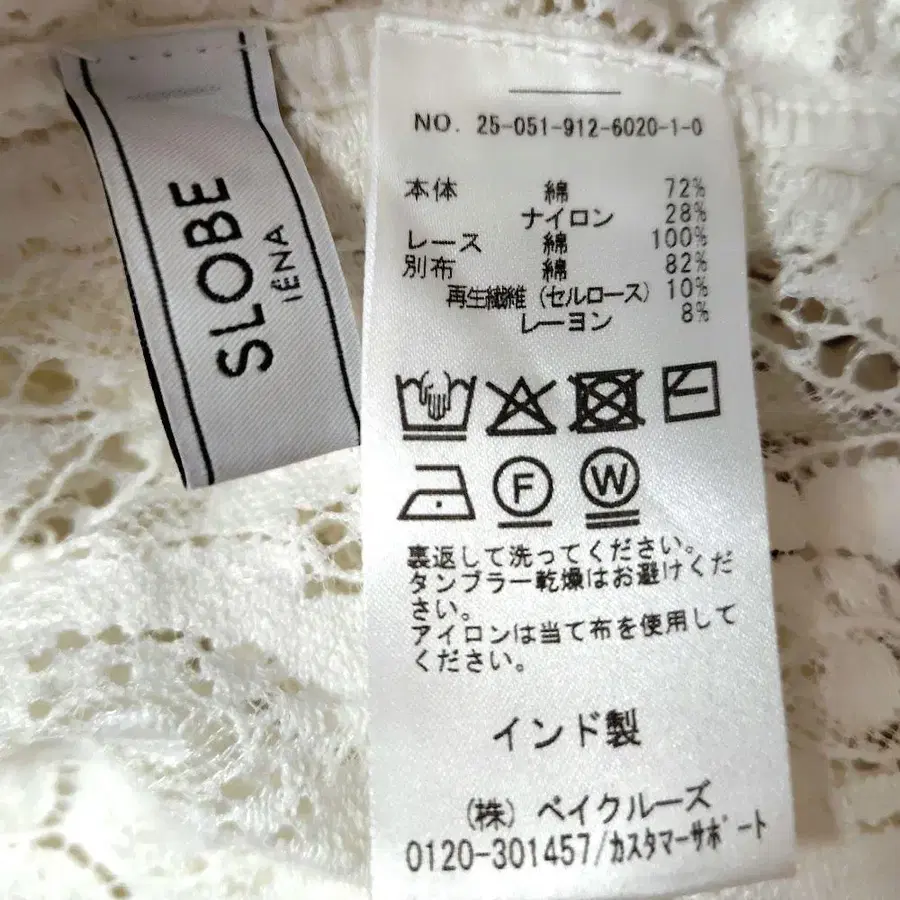 SLOBE
IÉNA
NO. 25-051-912-6020-1-0
本体 綿 72%
ナイロン 28%
レース 綿 100%
別布 綿 82%
再生繊維(セルロース) 10%
レーヨン 8%
F W
裏返して洗ってください。
タンブラー乾燥はお避けくだ
さい。
アイロンは当て布を使用して
ください。
インド製
(株) ベイクルーズ
0120-301457/カスタマーサポート